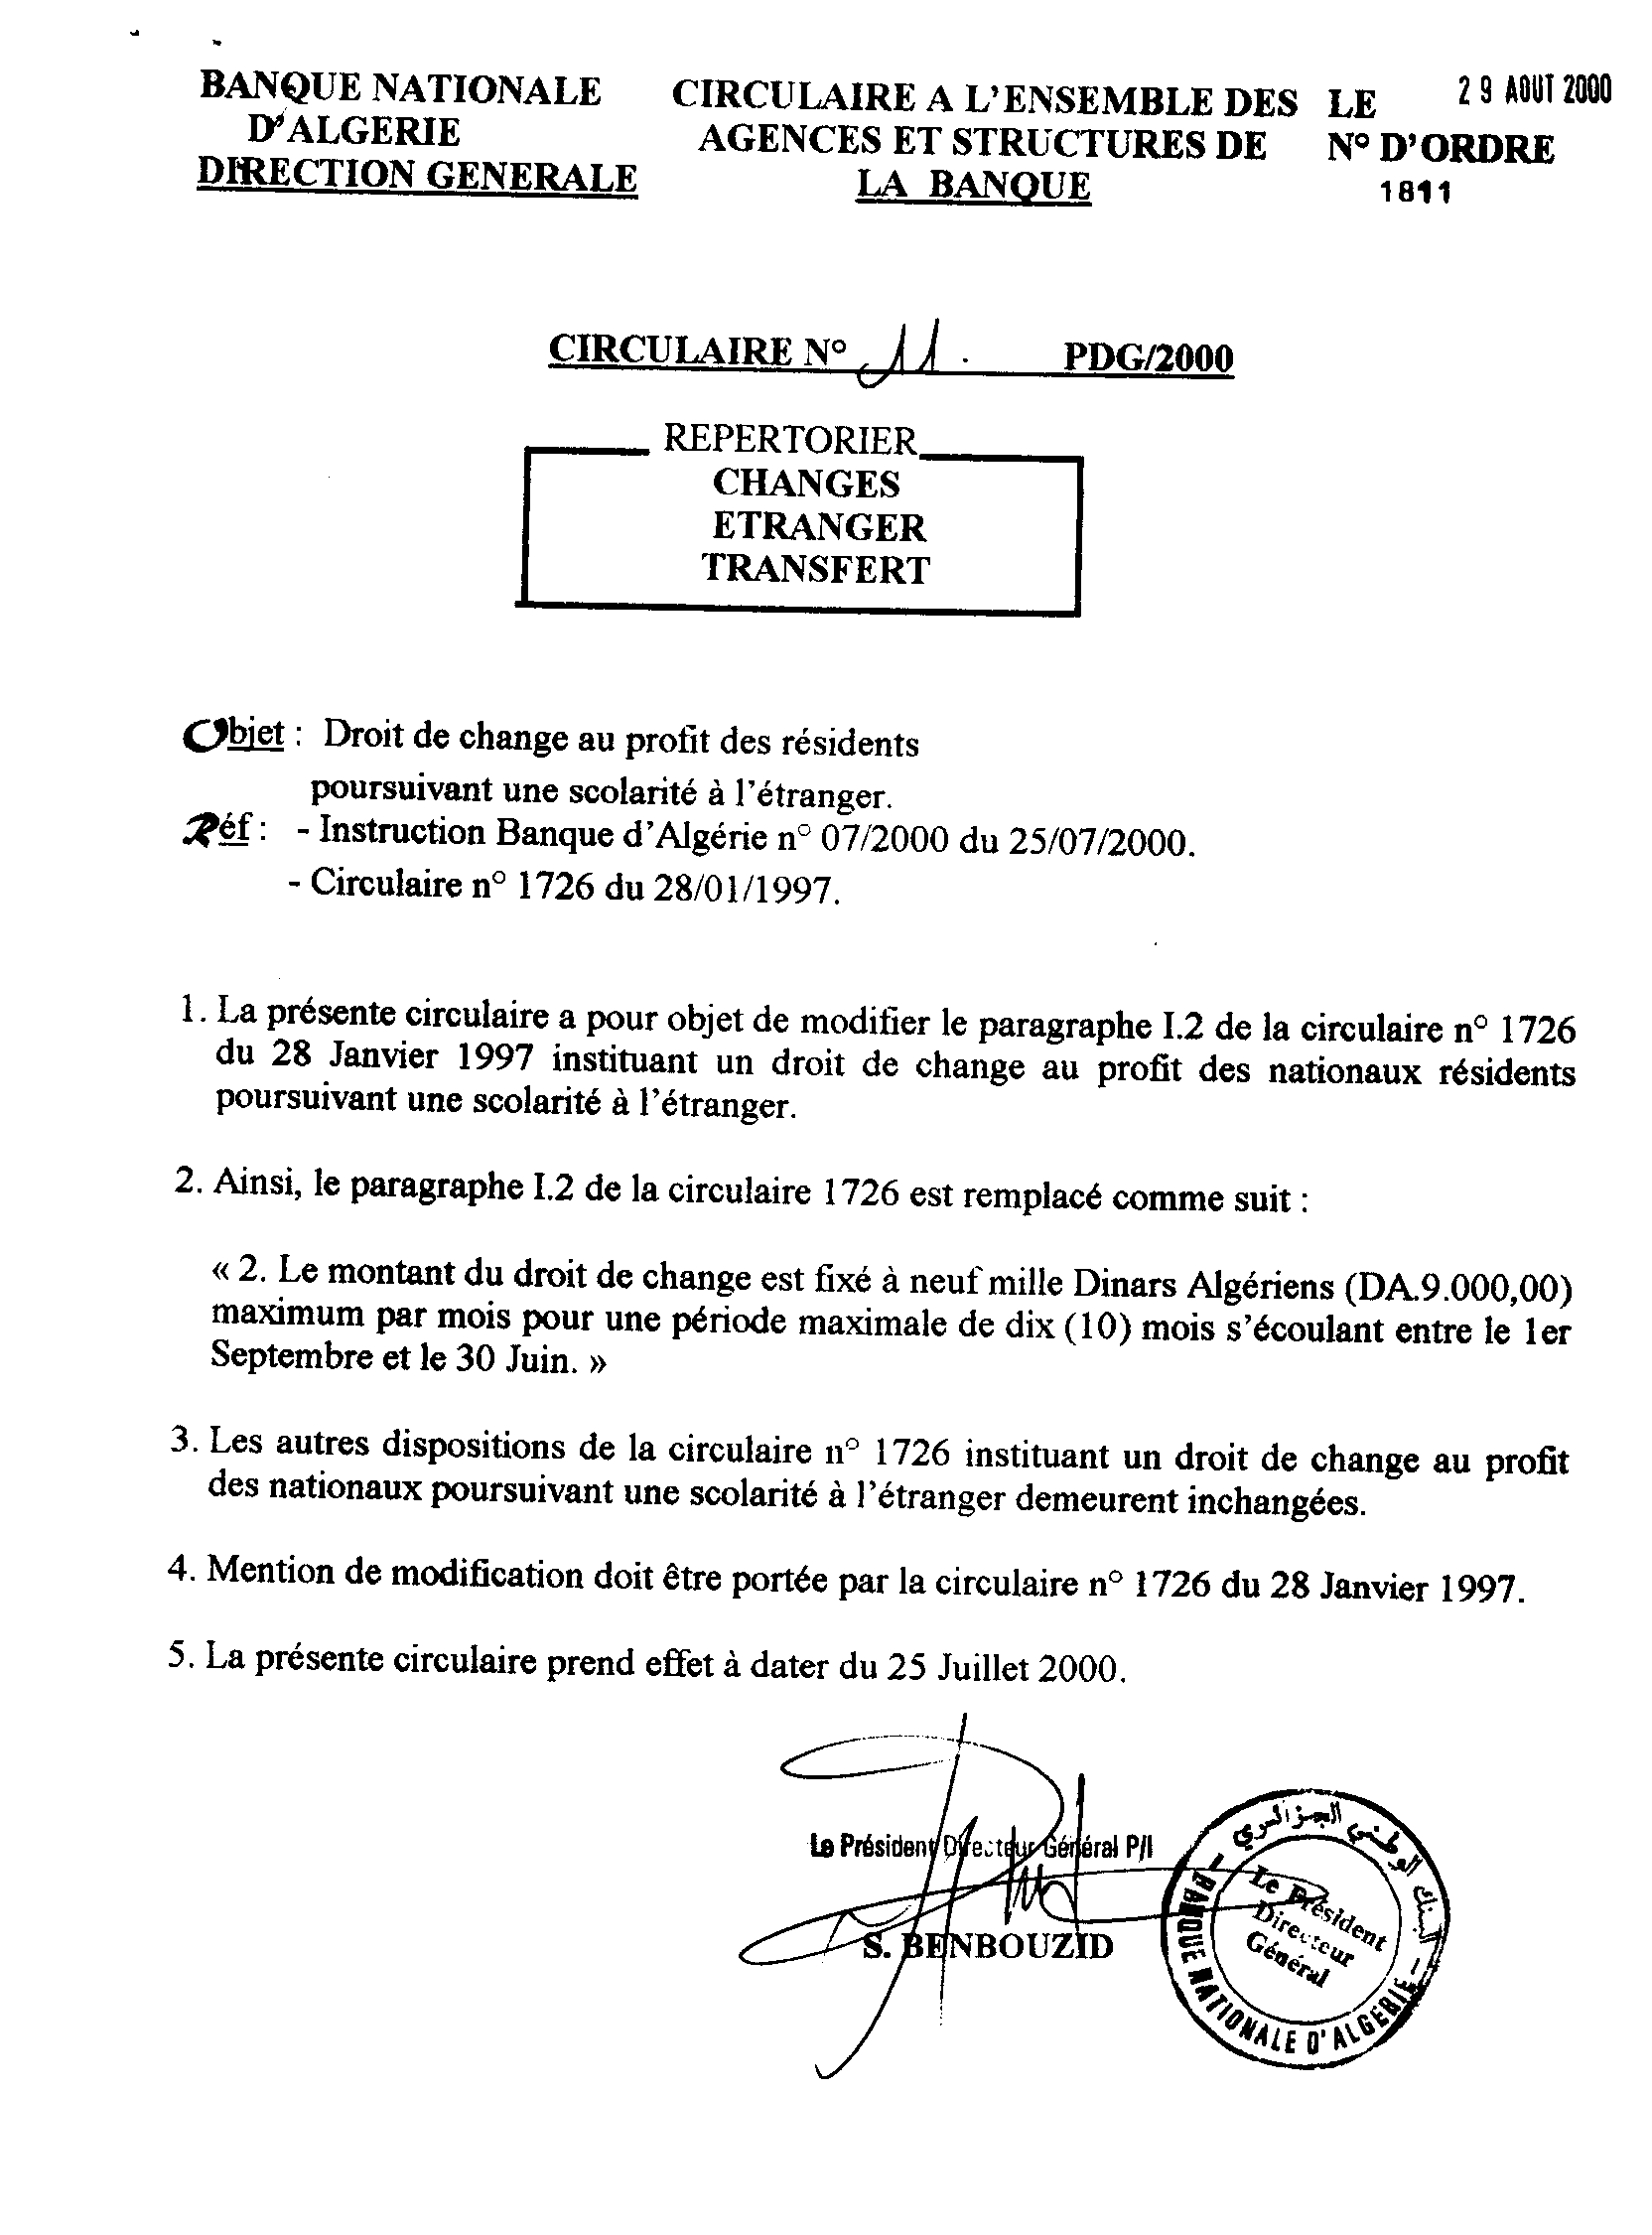 BANQUE NATIONALE
D'ALGERIE
DIRECTION GENERALE
CIRCULAIRE A L'ENSEMBLE DES
AGENCES ET STRUCTURES DE
LA BANQUE
LE 29 AOUT 2000
N° D'ORDRE
1811
CIRCULAIRE N° 11. PDG/2000
REPERTORIER
CHANGES
ETRANGER
TRANSFERT
Objet : Droit de change au profit des résidents
poursuivant une scolarité à l'étranger.
Réf : - Instruction Banque d'Algérie n° 07/2000 du 25/07/2000.
- Circulaire n° 1726 du 28/01/1997.
1. La présente circulaire a pour objet de modifier le paragraphe I.2 de la circulaire n° 1726
du 28 Janvier 1997 instituant un droit de change au profit des nationaux résidents
poursuivant une scolarité à l'étranger.
2. Ainsi, le paragraphe I.2 de la circulaire 1726 est remplacé comme suit :
« 2. Le montant du droit de change est fixé à neuf mille Dinars Algériens (DA.9.000,00)
maximum par mois pour une période maximale de dix (10) mois s'écoulant entre le 1er
Septembre et le 30 Juin. »
3. Les autres dispositions de la circulaire n° 1726 instituant un droit de change au profit
des nationaux poursuivant une scolarité à l'étranger demeurent inchangées.
4. Mention de modification doit être portée par la circulaire n° 1726 du 28 Janvier 1997.
5. La présente circulaire prend effet à dater du 25 Juillet 2000.
Le Président Directeur Général P/I
S. BENBOUZID
البنك الوطني الجزائري
BANQUE NATIONALE D'ALGERIE
Le Président
Directeur
Général